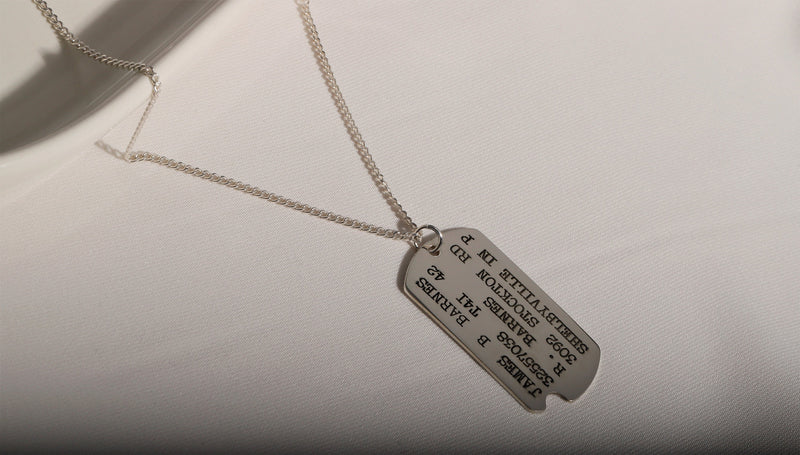 JAMES B BARNES
32557038 T41 42
R. BARNES
3092 STOCKTON RD
SHELBYVILLE IN P